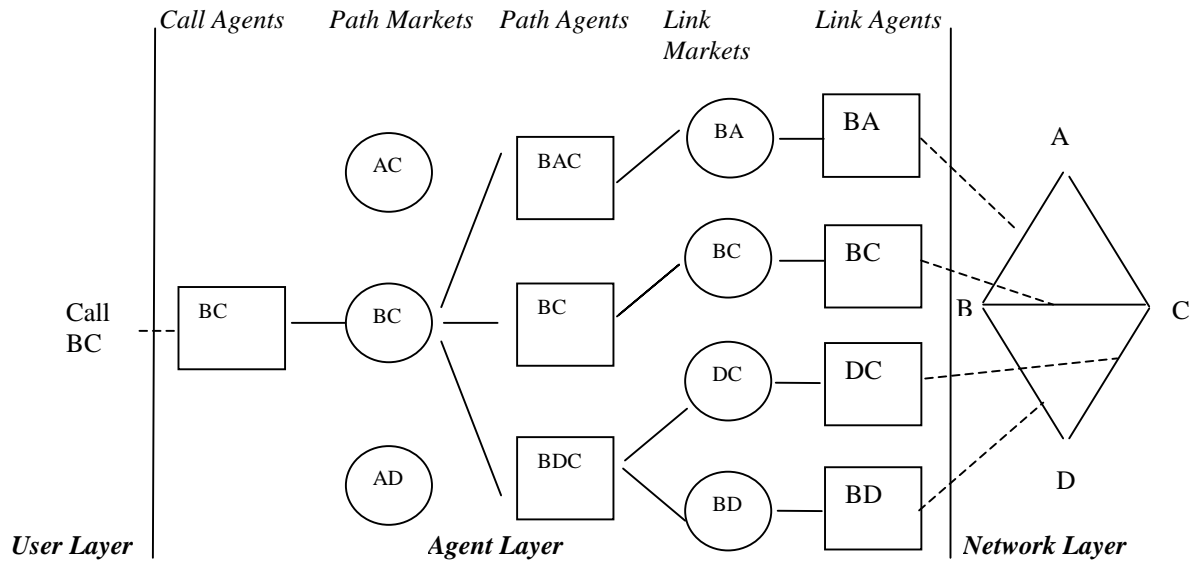 Call Agents
Path Markets
Path Agents
Link
Markets
Link Agents
AC
BC
AD
BAC
BC
BDC
BA
BC
DC
BD
BA
BC
DC
BD
Call
BC
BC
A
B
C
D
User Layer
Agent Layer
Network Layer